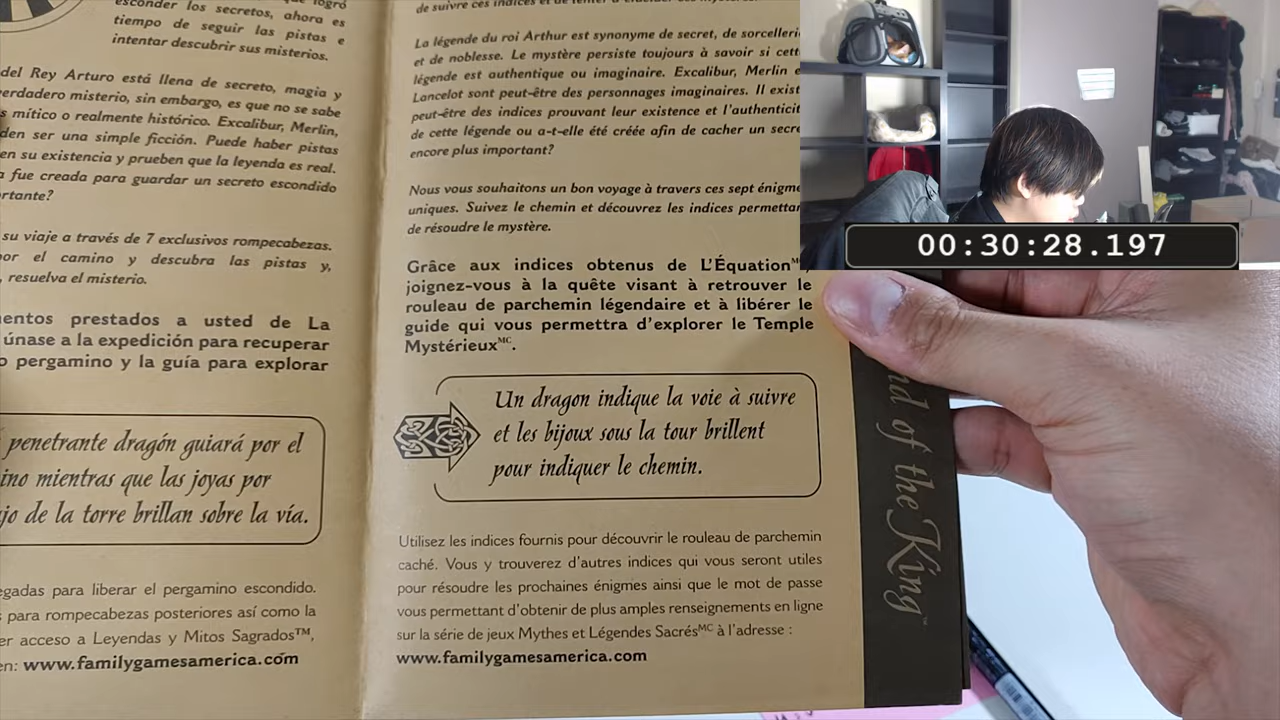 esconder los secretos, ahora es
tiempo de seguir las pistas e
intentar descubrir sus misterios.
del Rey Arturo está llena de secreto, magia y
verdadero misterio, sin embargo, es que no se sabe
mítico o realmente histórico. Excalibur, Merlin,
den ser una simple ficción. Puede haber pistas
en su existencia y prueben que la leyenda es real.
fue creada para guardar un secreto escondido
rtante?
su viaje a través de 7 exclusivos rompecabezas.
por el camino y descubra las pistas y,
, resuelva el misterio.
entos prestados a usted de La
únase a la expedición para recuperar
o pergamino y la guía para explorar
penetrante dragón guiará por el
ino mientras que las joyas por
jo de la torre brillan sobre la vía.
egadas para liberar el pergamino escondido.
s para rompecabezas posteriores así como la
er acceso a Leyendas y Mitos Sagrados™,
en: www.familygamesamerica.com
de suivre ces indices et de tenter
La légende du roi Arthur est synonyme de secret, de sorcellerie
et de noblesse. Le mystère persiste toujours à savoir si cett
légende est authentique ou imaginaire. Excalibur, Merlin e
Lancelot sont peut-être des personnages imaginaires. Il exist
peut-être des indices prouvant leur existence et l'authenticit
de cette légende ou a-t-elle été créée afin de cacher un secre
encore plus important?
Nous vous souhaitons un bon voyage à travers ces sept énigme
uniques. Suivez le chemin et découvrez les indices permettan
de résoudre le mystère.
Grâce aux indices obtenus de L'Équation MC,
joignez-vous à la quête visant à retrouver le
rouleau de parchemin légendaire et à libérer le
guide qui vous permettra d'explorer le Temple
Mystérieux MC.
Un dragon indique la voie à suivre
et les bijoux sous la tour brillent
pour indiquer le chemin.
Utilisez les indices fournis pour découvrir le rouleau de parchemin
caché. Vous y trouverez d'autres indices qui vous seront utiles
pour résoudre les prochaines énigmes ainsi que le mot de passe
vous permettant d'obtenir de plus amples renseignements en ligne
sur la série de jeux Mythes et Légendes Sacrés MC à l'adresse :
www.familygamesamerica.com
nd of the King™
00:30:28.197